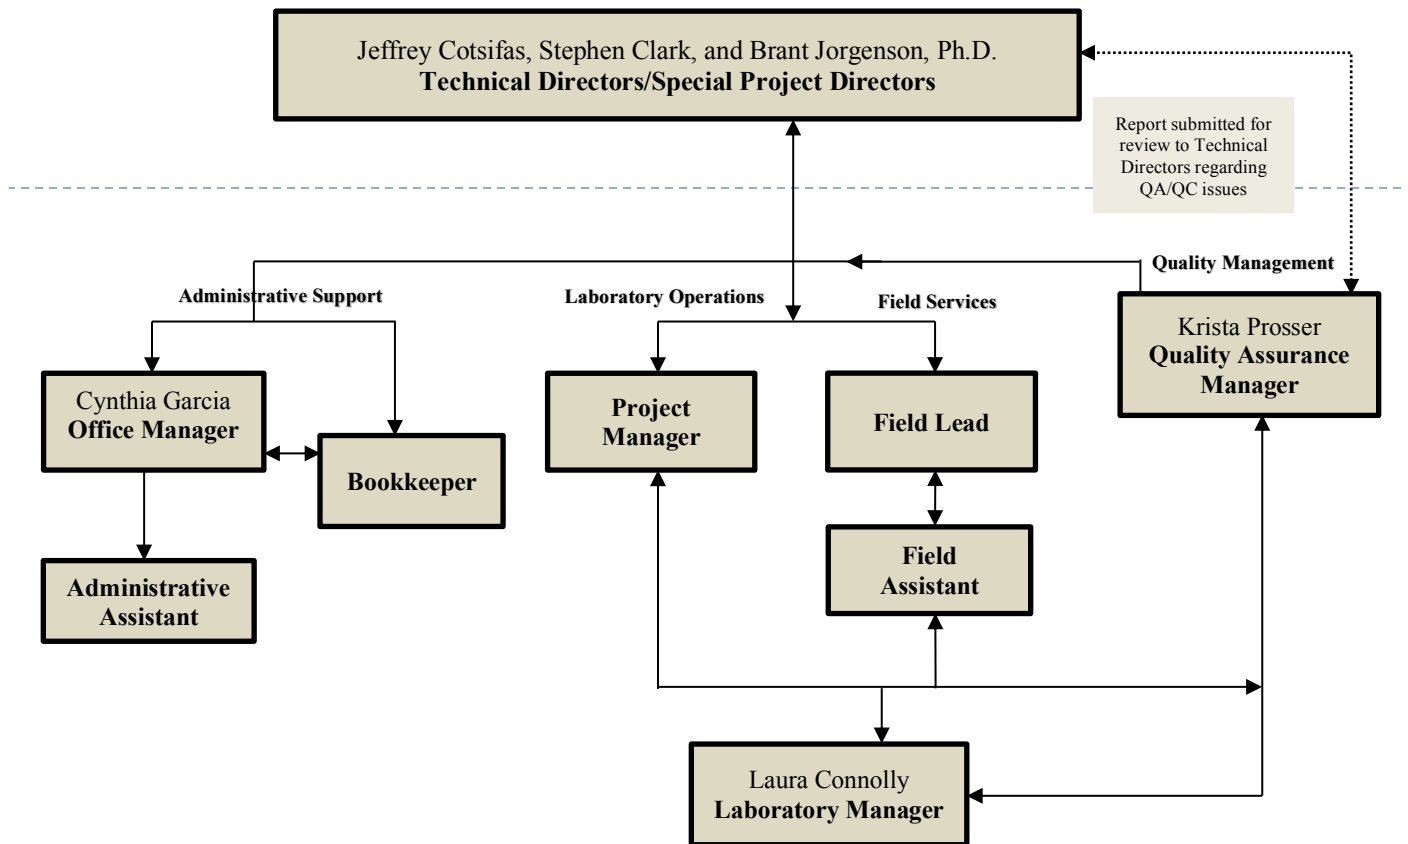 Jeffrey Cotsifas, Stephen Clark, and Brant Jorgenson, Ph.D.
Technical Directors/Special Project Directors
Report submitted for
review to Technical
Directors regarding
QA/QC issues
Quality Management
Administrative Support
Laboratory Operations
Field Services
Krista Prosser
Quality Assurance
Manager
Cynthia Garcia
Office Manager
Bookkeeper
Project
Manager
Field Lead
Administrative
Assistant
Field
Assistant
Laura Connolly
Laboratory Manager